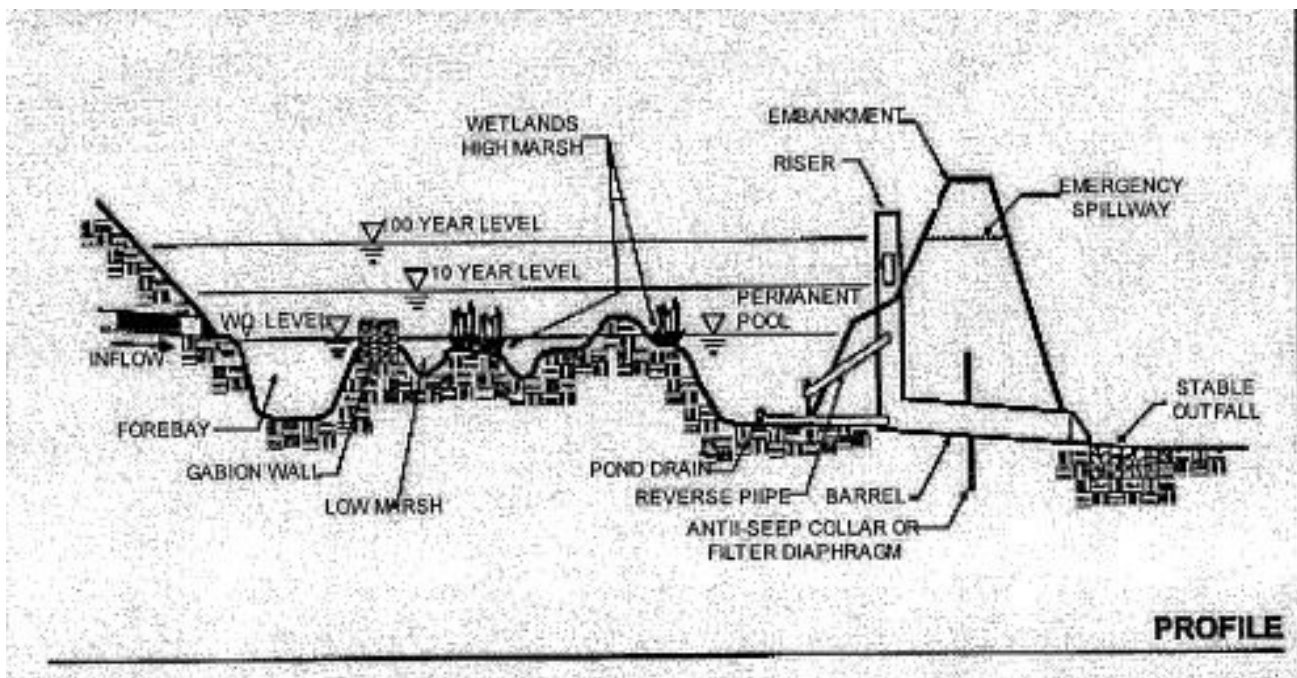 WETLANDS
HIGH MARSH
EMBANKMENT
RISER
EMERGENCY
SPILLWAY
100 YEAR LEVEL
10 YEAR LEVEL
PERMANENT
POOL
WQ LEVEL
INFLOW
STABLE
OUTFALL
FOREBAY
GABION WALL
POND DRAIN
LOW MARSH
REVERSE PIIPE
BARREL
ANTII-SEEP COLLAR OR
FILTER DIAPHRAGM
PROFILE